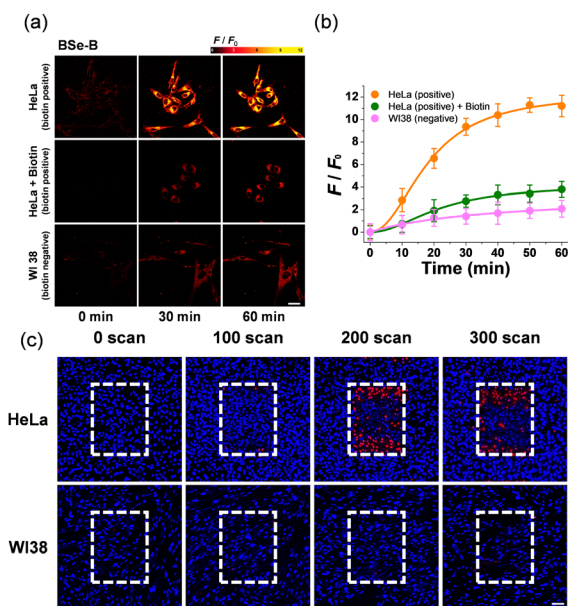 (a)
BSe-B
F / F0
0 6 12
HeLa
(biotin positive)
HeLa + Biotin
(biotin positive)
WI 38
(biotin negative)
0 min 30 min 60 min
(b)
F / F0
12
10
8
6
4
2
0
HeLa (positive)
HeLa (positive) + Biotin
WI38 (negative)
0 10 20 30 40 50 60
Time (min)
(c)
0 scan 100 scan 200 scan 300 scan
HeLa
WI38